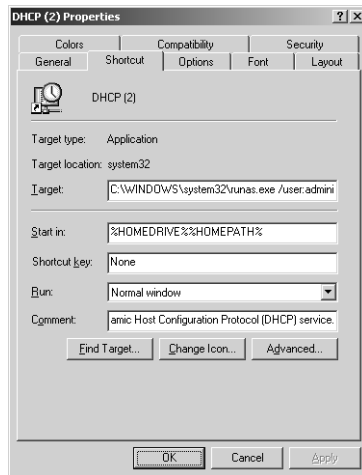 DHCP (2) Properties
Colors Compatibility Security
General Shortcut Options Font Layout
DHCP (2)
Target type: Application
Target location: system32
Target: C:\WINDOWS\system32\runas.exe /user:admini
Start in: %HOMEDRIVE%%HOMEPATH%
Shortcut key: None
Run: Normal window
Comment: amic Host Configuration Protocol (DHCP) service.
Find Target... Change Icon... Advanced...
OK Cancel Apply